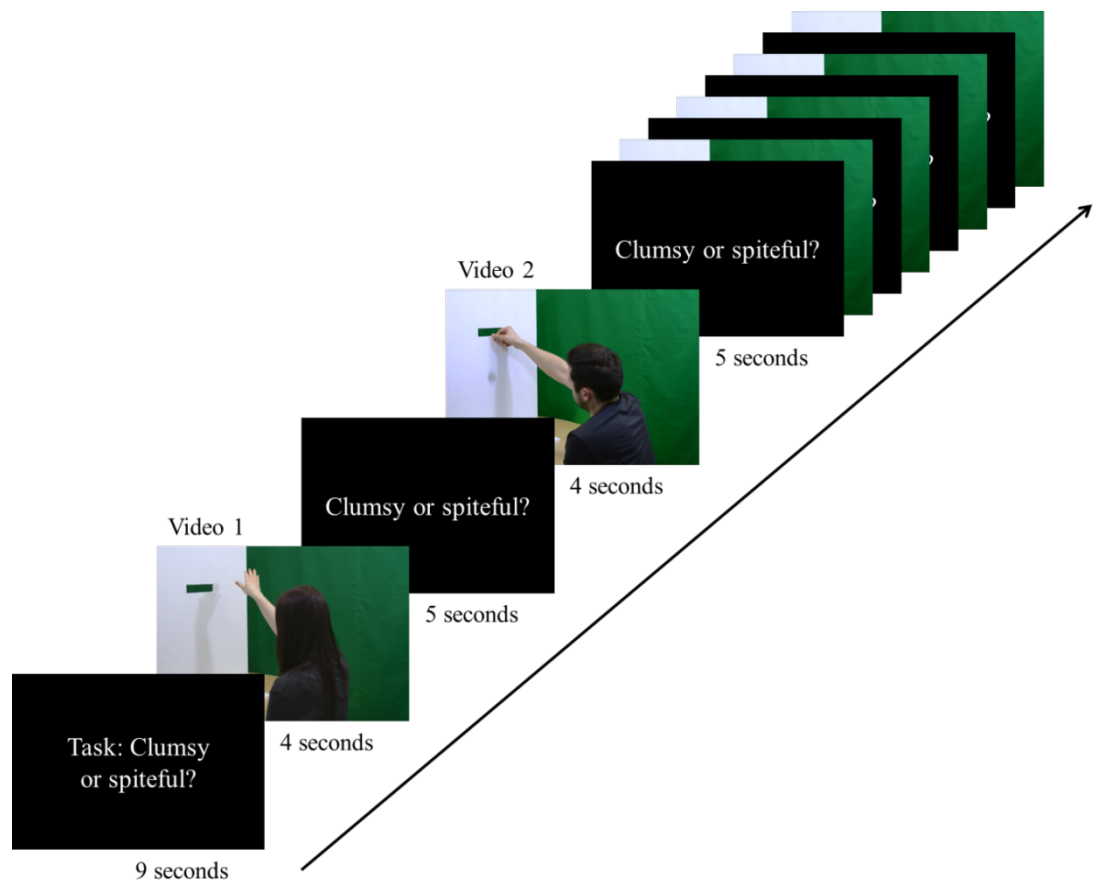 Task: Clumsy
or spiteful?
9 seconds
Video 1
4 seconds
Clumsy or spiteful?
5 seconds
Video 2
4 seconds
Clumsy or spiteful?
5 seconds